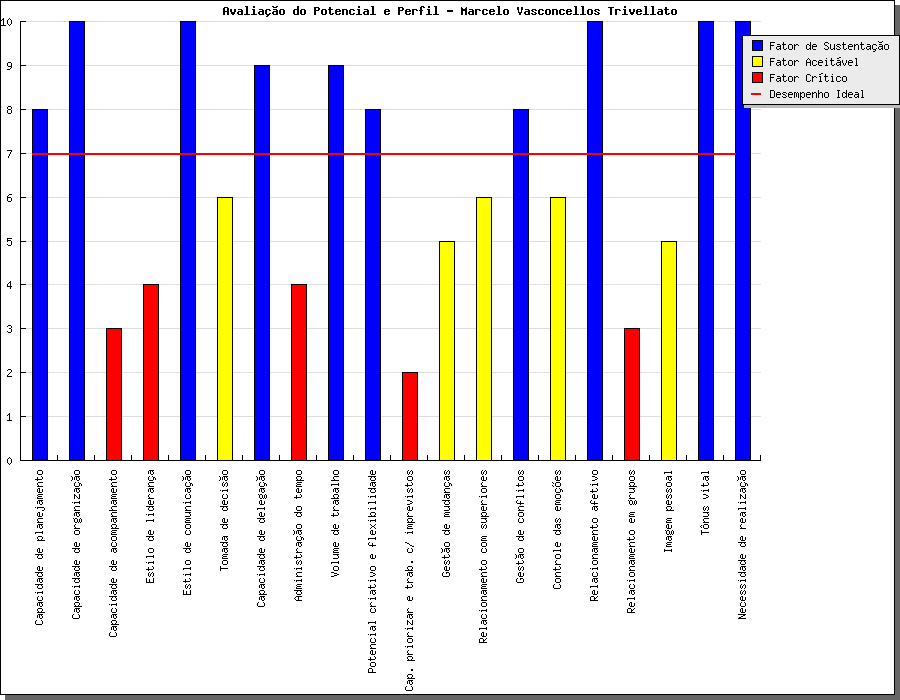 Avaliação do Potencial e Perfil - Marcelo Vasconcellos Trivellato
10
9
8
7
6
5
4
3
2
1
0
Fator de Sustentação
Fator Aceitável
Fator Crítico
Desempenho Ideal
Capacidade de planejamento
Capacidade de organização
Capacidade de acompanhamento
Estilo de liderança
Estilo de comunicação
Tomada de decisão
Capacidade de delegação
Administração do tempo
Volume de trabalho
Potencial criativo e flexibilidade
Cap. priorizar e trab. c/ imprevistos
Gestão de mudanças
Relacionamento com superiores
Gestão de conflitos
Controle das emoções
Relacionamento afetivo
Relacionamento em grupos
Imagem pessoal
Tônus vital
Necessidade de realização